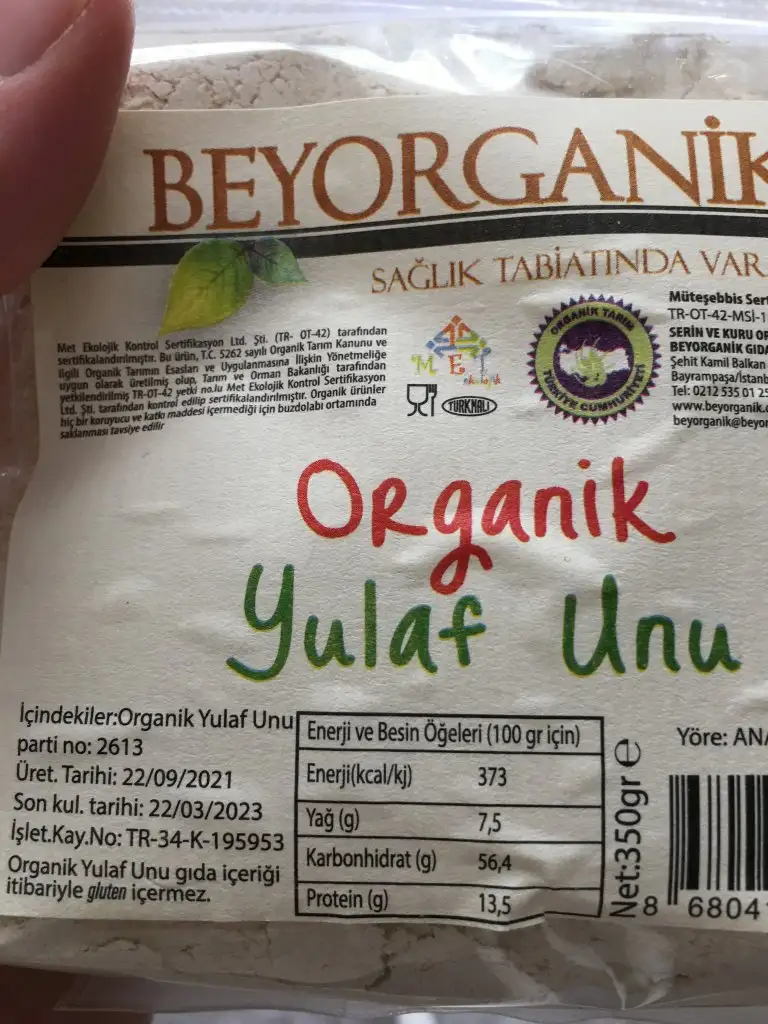 BEYORGANİK
SAĞLIK TABİATINDA VAR
Met Ekolojik Kontrol Sertifikasyon Ltd. Şti. (TR- OT-42) tarafından
sertifikalandırılmıştır. Bu ürün, T.C. 5262 sayılı Organik Tarım Kanunu ve
ilgili Organik Tarımın Esasları ve Uygulanmasına İlişkin Yönetmeliğe
uygun olarak üretilmiş olup, Tarım ve Orman Bakanlığı tarafından
yetkilendirilmiş TR-OT-42 yetki no.lu Met Ekolojik Kontrol Sertifikasyon
Ltd. Şti. tarafından kontrol edilip sertifikalandırılmıştır. Organik ürünler
hiç bir koruyucu ve katkı maddesi içermediği için buzdolabı ortamında
saklanması tavsiye edilir
MET
ekolojik
TÜRKMALI
ORGANİK TARIM
TÜRKİYE CUMHURİYETİ
Müteşebbis
TR-OT-42-MSİ-1
SERİN VE KURU
BEYORGANİK GIDA
Şehit Kamil Balkan
Bayrampaşa/İstanb
Tel: 0212 535 01
www.beyorganik.
beyorganik@beyor
Organik
Yulaf Unu
İçindekiler:Organik Yulaf Unu
parti no: 2613
Üret. Tarihi: 22/09/2021
Son kul. tarihi: 22/03/2023
İşlet.Kay.No: TR-34-K-195953
Organik Yulaf Unu gıda içeriği
itibariyle gluten içermez.
Enerji ve Besin Öğeleri (100 gr için)
Enerji(kcal/kj) 373
Yağ (g) 7,5
Karbonhidrat (g) 56,4
Protein (g) 13,5
Net:350gr e
Yöre: ANA
8 6804